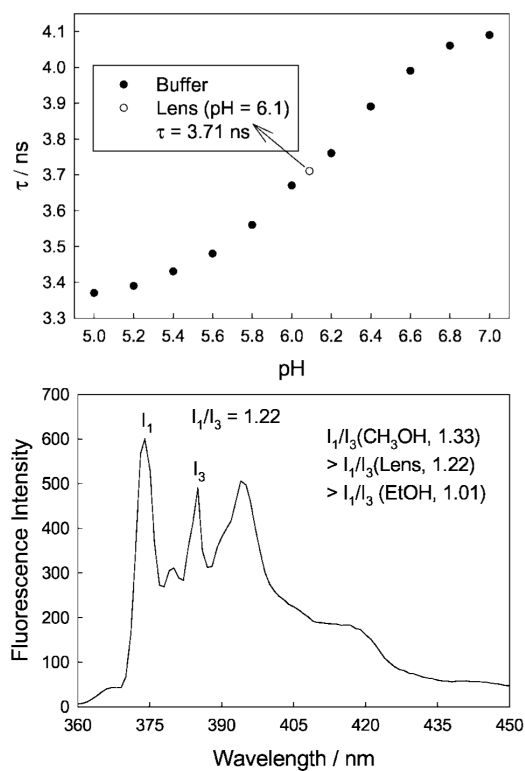 4.1
4.0
3.9
3.8
3.7
3.6
3.5
3.4
3.3
τ / ns
Buffer
Lens (pH = 6.1)
τ = 3.71 ns
5.0 5.2 5.4 5.6 5.8 6.0 6.2 6.4 6.6 6.8 7.0
pH
700
600
500
400
300
200
100
0
Fluorescence Intensity
I₁
I₃
I₁/I₃ = 1.22
I₁/I₃(CH₃OH, 1.33)
> I₁/I₃(Lens, 1.22)
> I₁/I₃ (EtOH, 1.01)
360 375 390 405 420 435 450
Wavelength / nm